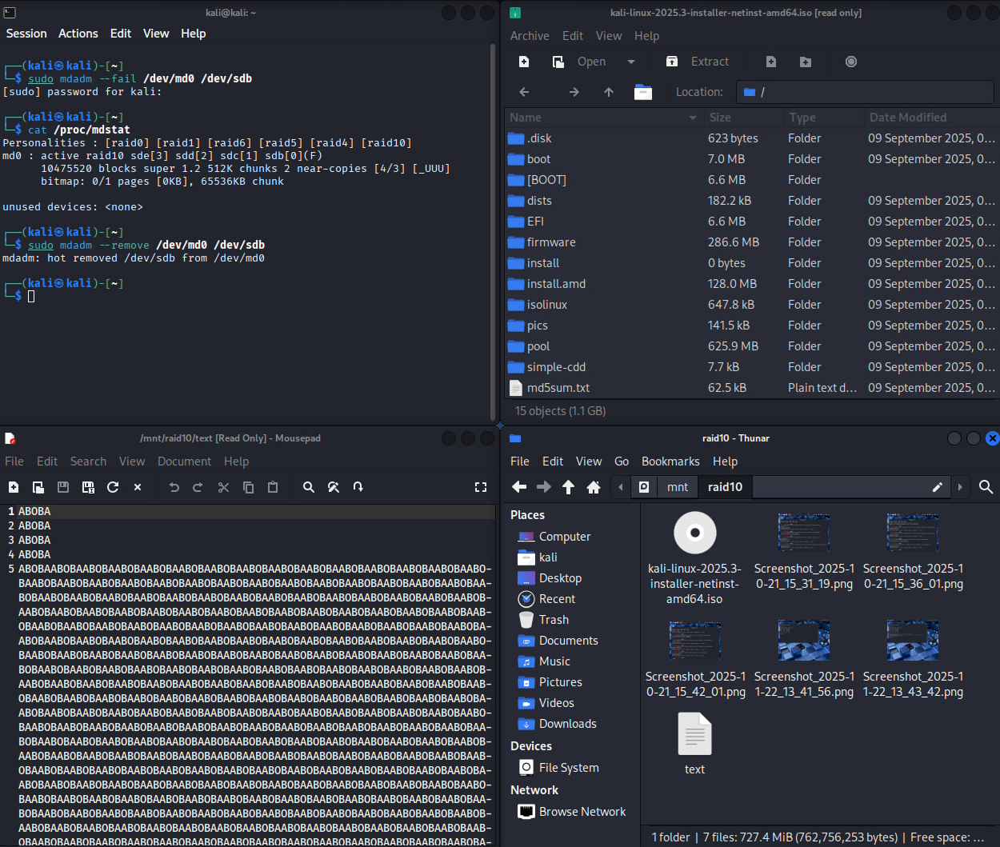 kali@kali: ~
Session Actions Edit View Help
┌──(kali㉿kali)-[~]
└─$ sudo mdadm --fail /dev/md0 /dev/sdb
[sudo] password for kali:
┌──(kali㉿kali)-[~]
└─$ cat /proc/mdstat
Personalities : [raid0] [raid1] [raid6] [raid5] [raid4] [raid10]
md0 : active raid10 sde[3] sdd[2] sdc[1] sdb[0](F)
10475520 blocks super 1.2 512K chunks 2 near-copies [4/3] [_UUU]
bitmap: 0/1 pages [0KB], 65536KB chunk
unused devices: <none>
┌──(kali㉿kali)-[~]
└─$ sudo mdadm --remove /dev/md0 /dev/sdb
mdadm: hot removed /dev/sdb from /dev/md0
┌──(kali㉿kali)-[~]
└─$
kali-linux-2025.3-installer-netinst-amd64.iso [read only]
Archive Edit View Help
Open Extract
Location: /
Name Size Type Date Modified
.disk 623 bytes Folder 09 September 2025, 0...
boot 7.0 MB Folder 09 September 2025, 0...
[BOOT] 6.6 MB Folder
dists 182.2 kB Folder 09 September 2025, 0...
EFI 6.6 MB Folder 09 September 2025, 0...
firmware 286.6 MB Folder 09 September 2025, 0...
install 0 bytes Folder 09 September 2025, 0...
install.amd 128.0 MB Folder 09 September 2025, 0...
isolinux 647.8 kB Folder 09 September 2025, 0...
pics 141.5 kB Folder 09 September 2025, 0...
pool 625.9 MB Folder 09 September 2025, 0...
simple-cdd 7.7 kB Folder 09 September 2025, 0...
md5sum.txt 62.5 kB Plain text d... 09 September 2025, 0...
15 objects (1.1 GB)
/mnt/raid10/text [Read Only] - Mousepad
File Edit Search View Document Help
1 ABOBA
2 ABOBA
3 ABOBA
4 ABOBA
5 ABOBAABOBAABOBAABOBAABOBAABOBAABOBAABOBAABOBAABOBAABOBAABOBAABOBAABOBAABO-
BAABOBAABOBAABOBAABOBAABOBAABOBAABOBAABOBAABOBAABOBAABOBAABOBAABOBAABOBAA-
BOBAABOBAABOBAABOBAABOBAABOBAABOBAABOBAABOBAABOBAABOBAABOBAABOBAABOBAABOB-
AABOBAABOBAABOBAABOBAABOBAABOBAABOBAABOBAABOBAABOBAABOBAABOBAABOBAABOBAAB-
OBAABOBAABOBAABOBAABOBAABOBAABOBAABOBAABOBAABOBAABOBAABOBAABOBAABOBAABOBA-
ABOBAABOBAABOBAABOBAABOBAABOBAABOBAABOBAABOBAABOBAABOBAABOBAABOBAABOBAABO-
BAABOBAABOBAABOBAABOBAABOBAABOBAABOBAABOBAABOBAABOBAABOBAABOBAABOBAABOBAA-
BOBAABOBAABOBAABOBAABOBAABOBAABOBAABOBAABOBAABOBAABOBAABOBAABOBAABOBAABOB-
AABOBAABOBAABOBAABOBAABOBAABOBAABOBAABOBAABOBAABOBAABOBAABOBAABOBAABOBAAB-
OBAABOBAABOBAABOBAABOBAABOBAABOBAABOBAABOBAABOBAABOBAABOBAABOBAABOBAABOBA-
ABOBAABOBAABOBAABOBAABOBAABOBAABOBAABOBAABOBAABOBAABOBAABOBAABOBAABOBAABO-
BAABOBAABOBAABOBAABOBAABOBAABOBAABOBAABOBAABOBAABOBAABOBAABOBAABOBAABOBAA-
BOBAABOBAABOBAABOBAABOBAABOBAABOBAABOBAABOBAABOBAABOBAABOBAABOBAABOBAABOB-
AABOBAABOBAABOBAABOBAABOBAABOBAABOBAABOBAABOBAABOBAABOBAABOBAABOBAABOBAAB-
OBAABOBAABOBAABOBAABOBAABOBAABOBAABOBAABOBAABOBAABOBAABOBAABOBAABOBAABOBA-
ABOBAABOBAABOBAABOBAABOBAABOBAABOBAABOBAABOBAABOBAABOBAABOBAABOBAABOBAABO-
BAABOBAABOBAABOBAABOBAABOBAABOBAABOBAABOBAABOBAABOBAABOBAABOBAABOBAABOBAA-
BOBAABOBAABOBAABOBAABOBAABOBAABOBAABOBAABOBAABOBAABOBAABOBAABOBAABOBAABOB-
AABOBAABOBAABOBAABOBAABOBAABOBAABOBAABOBAABOBAABOBAABOBAABOBAABOBAABOBAAB-
OBAABOBAABOBAABOBAABOBAABOBAABOBAABOBAABOBAABOBAABOBAABOBAABOBAABOBAABOBA-
raid10 - Thunar
File Edit View Go Bookmarks Help
mnt raid10
Places
Computer
kali
Desktop
Recent
Trash
Documents
Music
Pictures
Videos
Downloads
Devices
File System
Network
Browse Network
kali-linux-2025.3-
installer-netinst-
amd64.iso
Screenshot_2025-1
0-21_15_31_19.png
Screenshot_2025-1
0-21_15_36_01.png
Screenshot_2025-1
0-21_15_42_01.png
Screenshot_2025-1
1-22_13_41_56.png
Screenshot_2025-1
1-22_13_43_42.png
text
1 folder | 7 files: 727.4 MiB (762,756,253 bytes) | Free space: ...